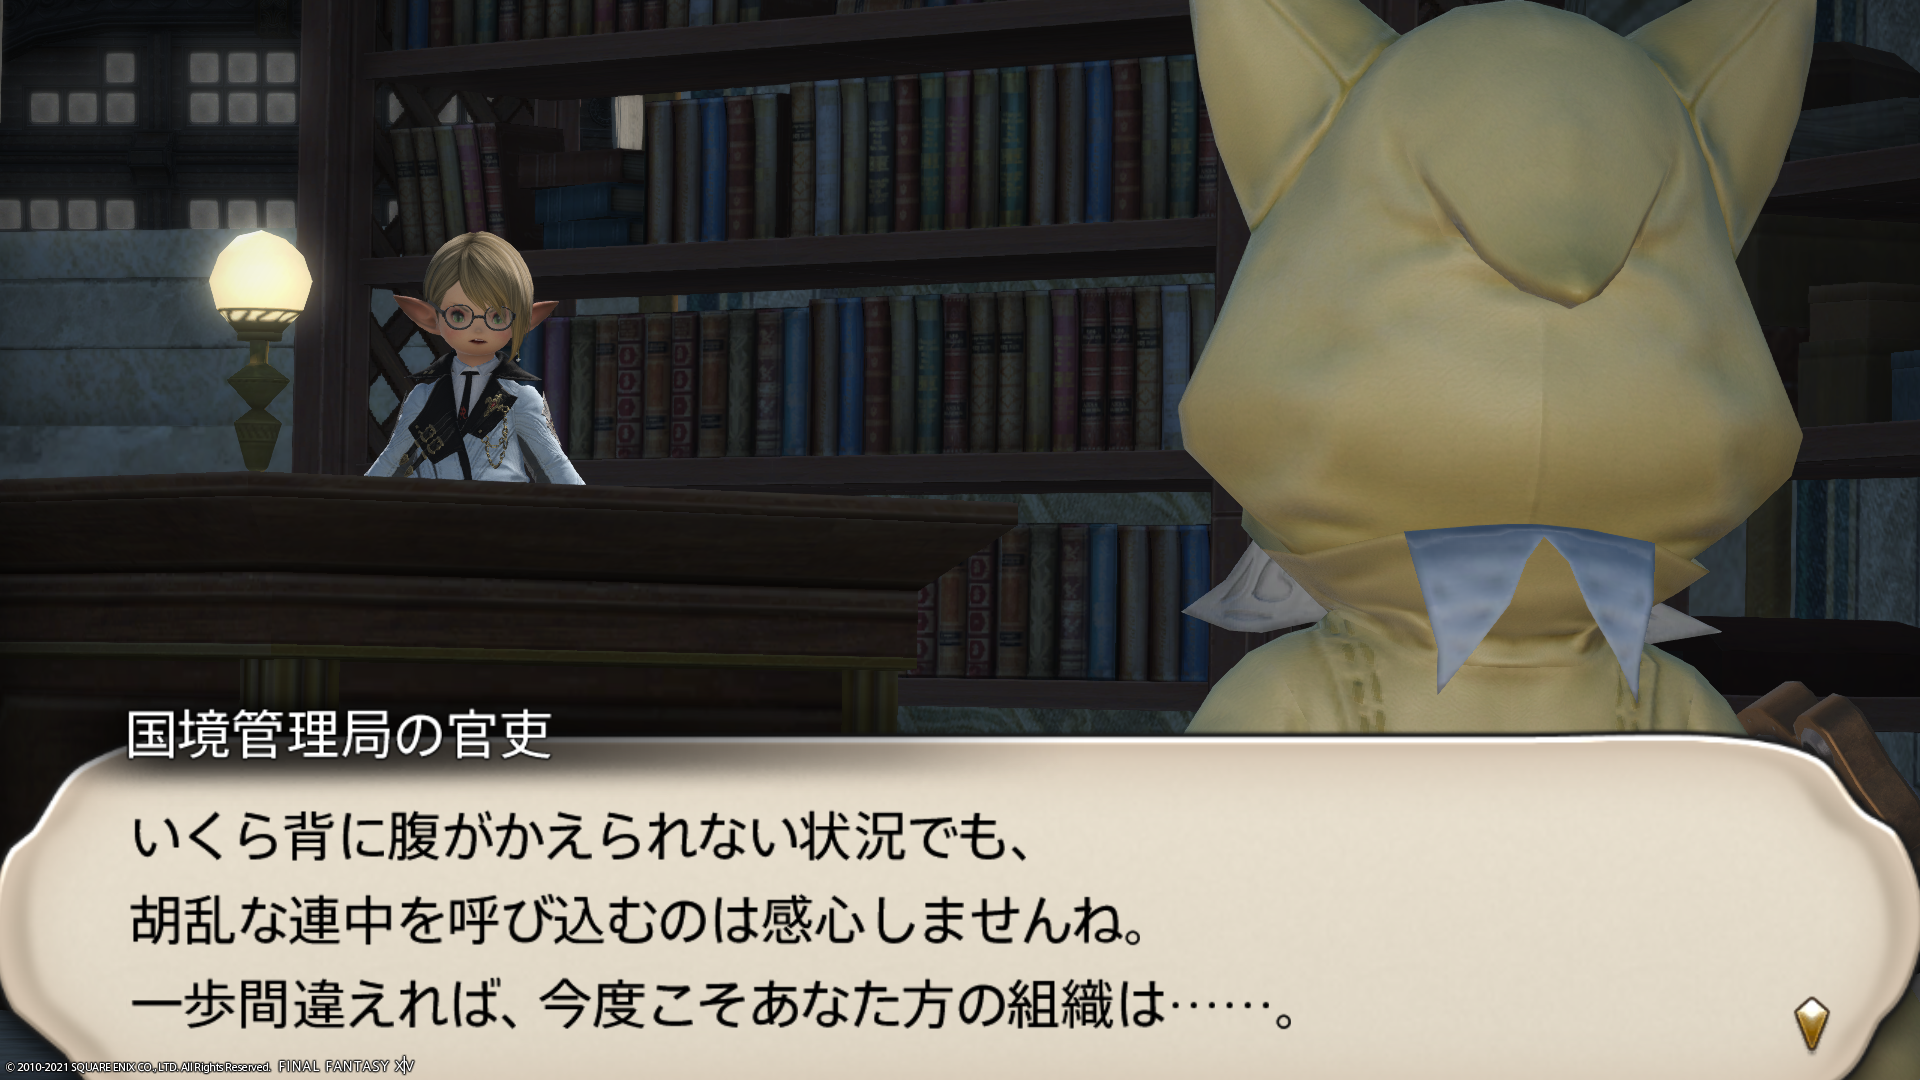 国境管理局の官吏
いくら背に腹がかえられない状況でも、
胡乱な連中を呼び込むのは感心しませんね。
一歩間違えれば、今度こそあなた方の組織は……。
© 2010-2021 SQUARE ENIX CO., LTD. All Rights Reserved. FINAL FANTASY XIV